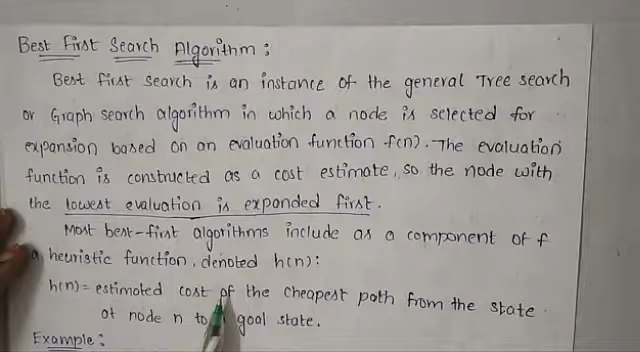 Best First Search Algorithm :
Best first search is an instance of the general Tree search
or Graph search algorithm in which a node is selected for
expansion based on an evaluation function f(n). The evaluation
function is constructed as a cost estimate, so the node with
the lowest evaluation is expanded first.
Most best-first algorithms include as a component of f
a heuristic function, denoted h(n):
h(n) = estimated cost of the cheapest path from the state
at node n to goal state.
Example :